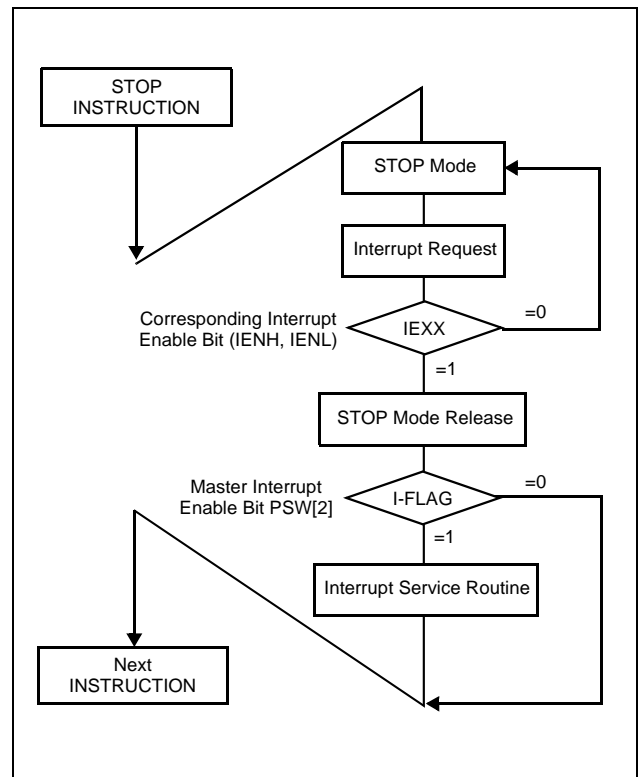 STOP
INSTRUCTION
STOP Mode
Interrupt Request
Corresponding Interrupt
Enable Bit (IENH, IENL)
IEXX
=0
=1
STOP Mode Release
Master Interrupt
Enable Bit PSW[2]
I-FLAG
=0
=1
Interrupt Service Routine
Next
INSTRUCTION